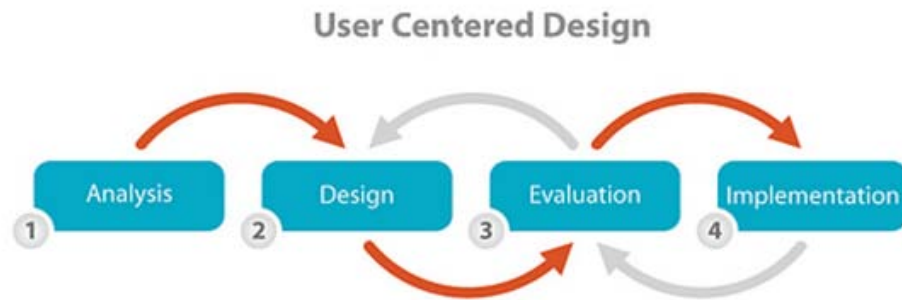 User Centered Design
Analysis
Design
Evaluation
Implementation
1
2
3
4